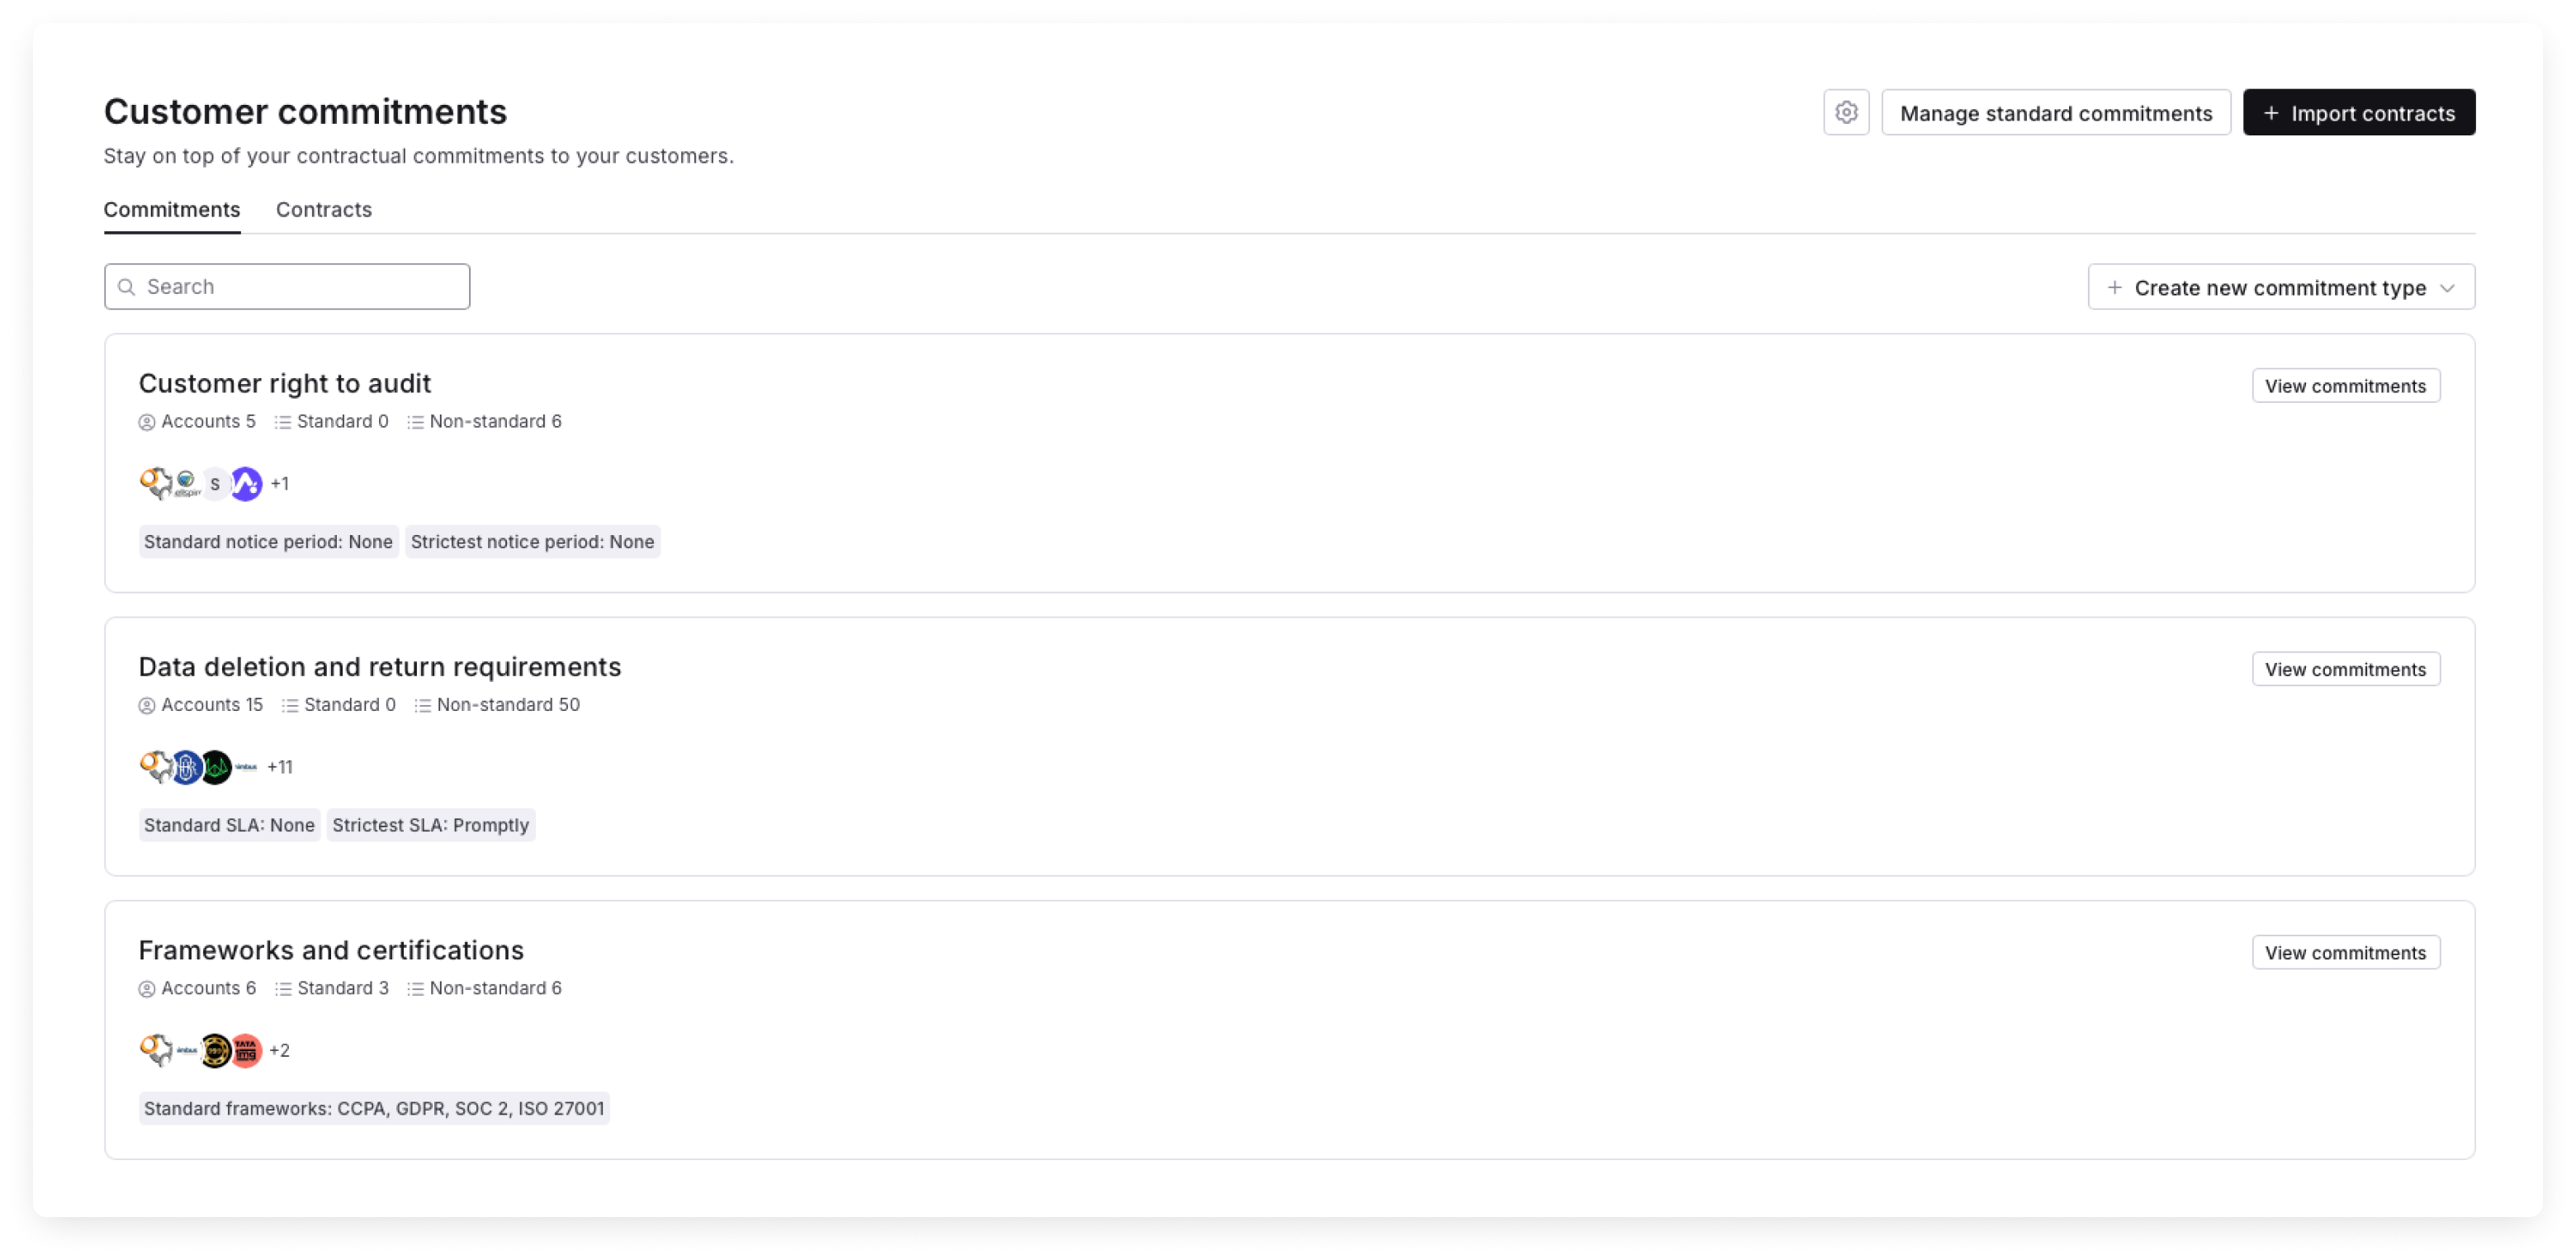 Customer commitments
Manage standard commitments
+ Import contracts
Stay on top of your contractual commitments to your customers.
Commitments
Contracts
Search
+ Create new commitment type
Customer right to audit
View commitments
Accounts 5
Standard 0
Non-standard 6
S
+1
Standard notice period: None
Strictest notice period: None
Data deletion and return requirements
View commitments
Accounts 15
Standard 0
Non-standard 50
nimbus
+11
Standard SLA: None
Strictest SLA: Promptly
Frameworks and certifications
View commitments
Accounts 6
Standard 3
Non-standard 6
nimbus
TATA
1mg
+2
Standard frameworks: CCPA, GDPR, SOC 2, ISO 27001